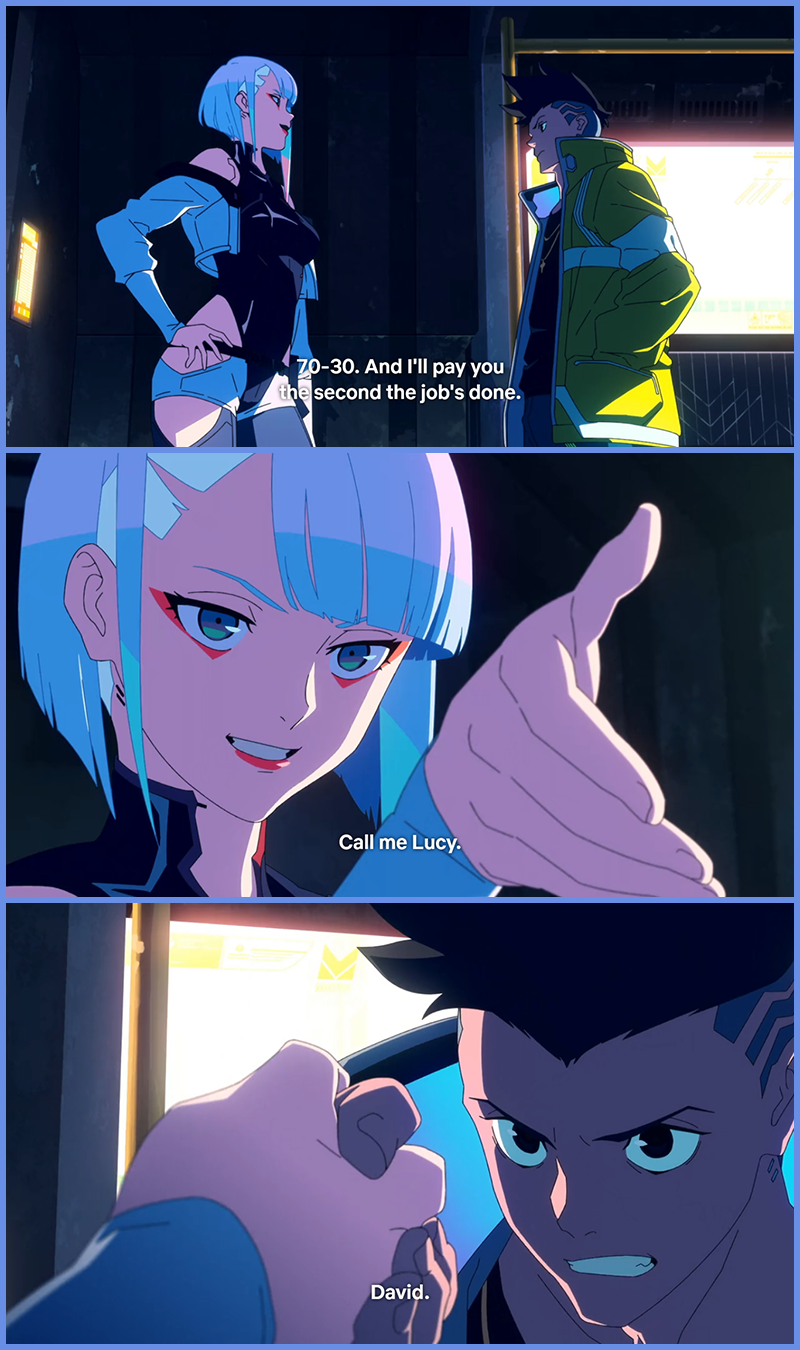 70-30. And I'll pay you
the second the job's done.
Call me Lucy.
David.